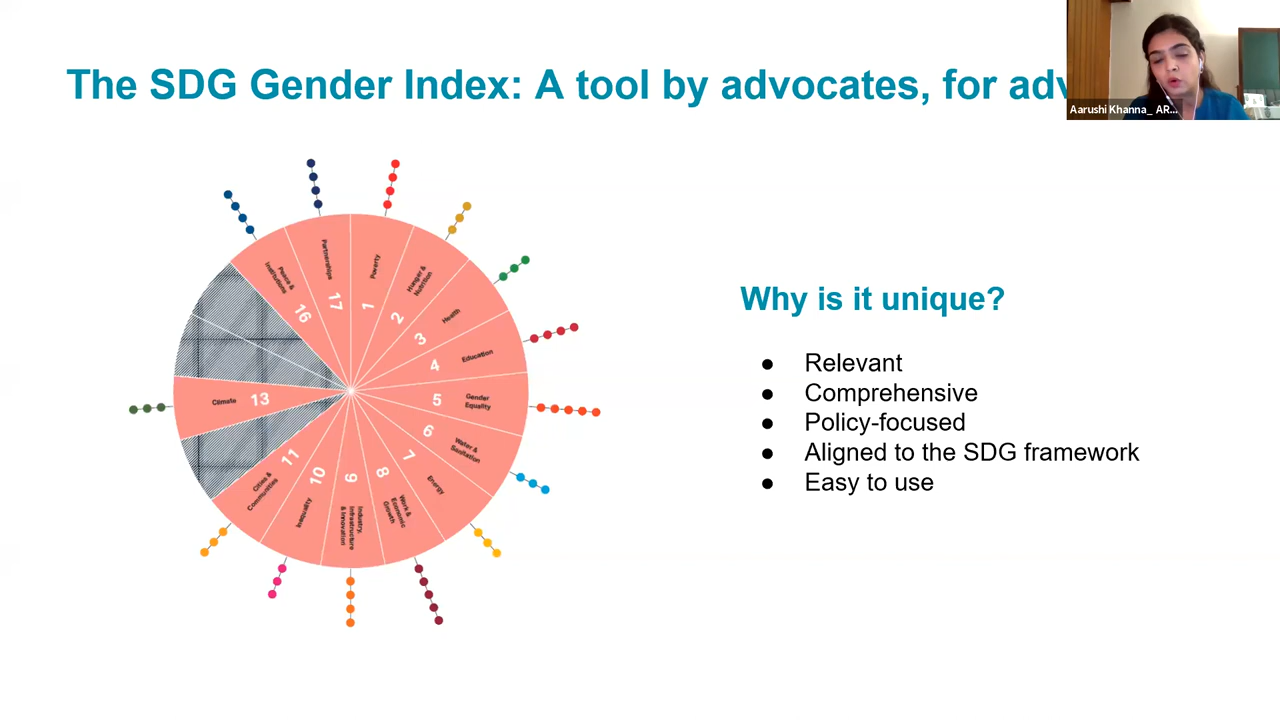 The SDG Gender Index: A tool by advocates, for adv
Aarushi Khanna_ AR...
Partnerships
17
Poverty
1
Hunger &
Nutrition
2
Health
3
Education
4
Gender
Equality
5
Water &
Sanitation
6
Energy
7
Work &
Economic
Growth
8
Industry,
Infrastructure
& Innovation
9
Inequality
10
Cities &
Communities
11
Climate
13
Peace &
Institutions
16
Why is it unique?
● Relevant
● Comprehensive
● Policy-focused
● Aligned to the SDG framework
● Easy to use